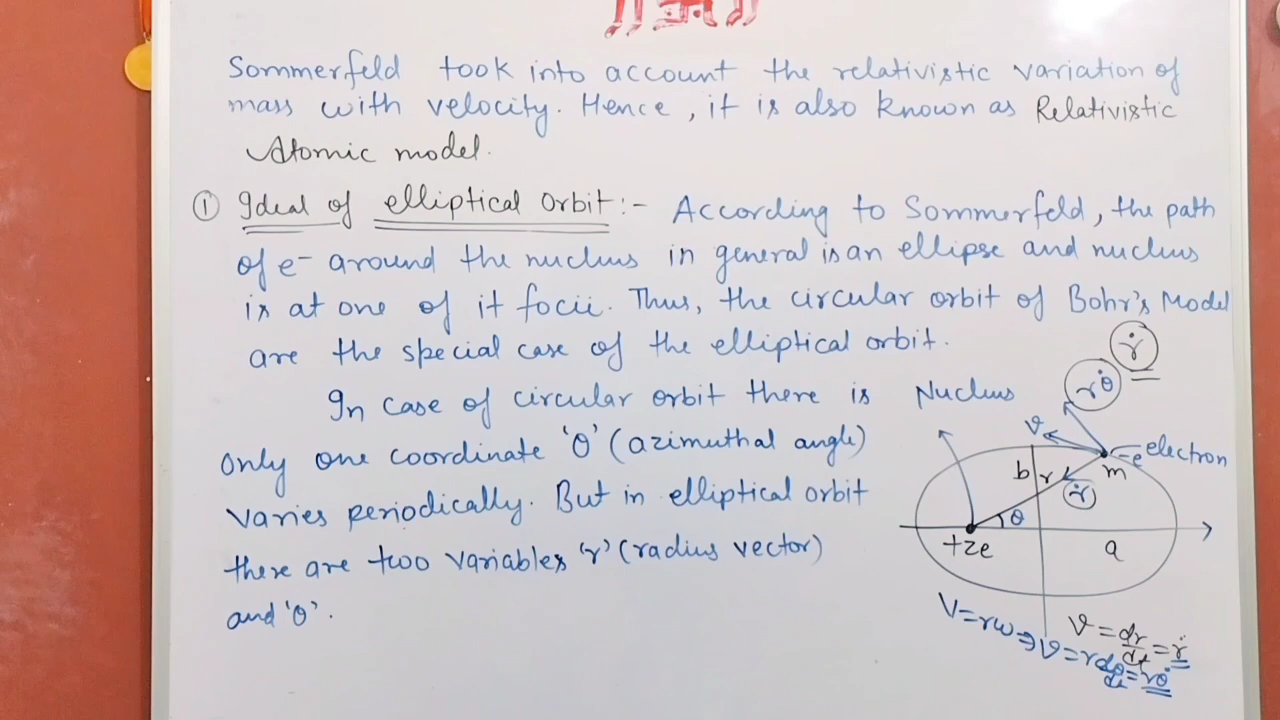 Sommerfeld took into account the relativistic variation of
mass with velocity. Hence, it is also known as Relativistic
Atomic model.
① Ideal of elliptical Orbit:- According to Sommerfeld, the path
of e- around the nuclus in general is an ellipse and nuclus
is at one of it focii. Thus, the circular orbit of Bohr's Model
are the special case of the elliptical orbit.
In case of circular orbit there is
only one coordinate 'θ' (azimuthal angle)
varies periodically. But in elliptical orbit
there are two variables 'r' (radius vector)
and 'θ'.
ṙ
rθ̇
Nucluus
v
-e electron
b r m
ṙ
θ
+ze a
V=rω ⇒ v=r dθ/dt = rθ̇
v = dr/dt = ṙ